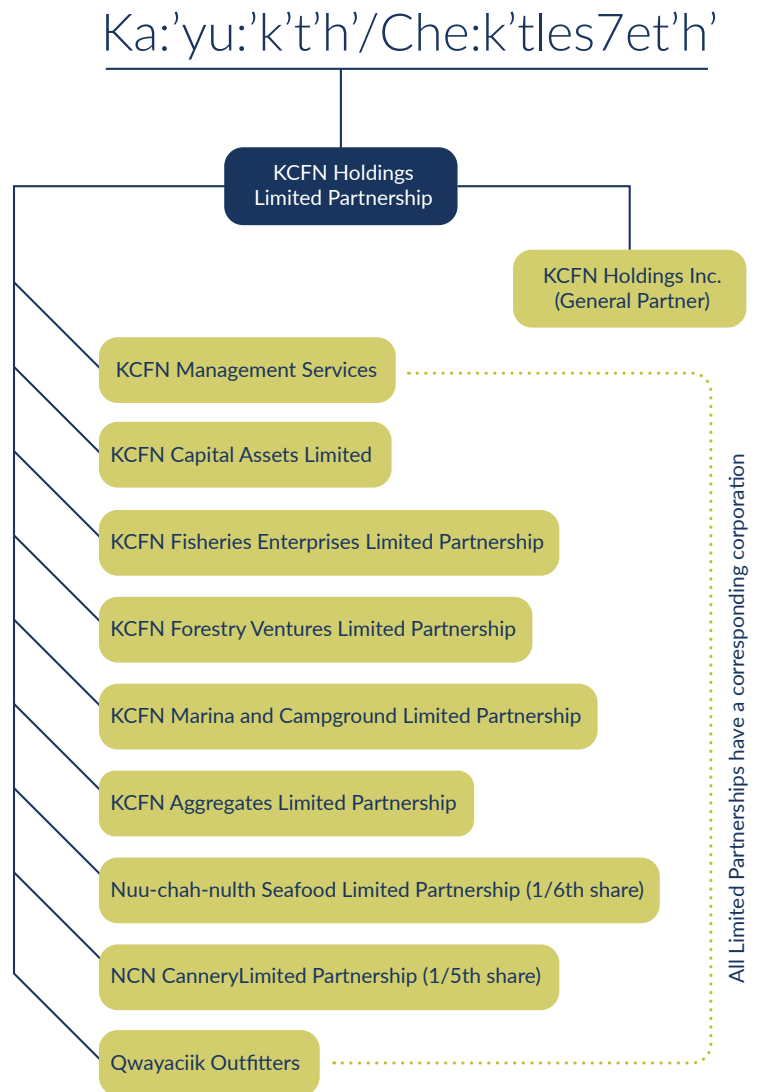 Ka:’yu:’k’t’h’/Che:k’tles7et’h’
KCFN Holdings
Limited Partnership
KCFN Holdings Inc.
(General Partner)
KCFN Management Services
KCFN Capital Assets Limited
KCFN Fisheries Enterprises Limited Partnership
KCFN Forestry Ventures Limited Partnership
KCFN Marina and Campground Limited Partnership
KCFN Aggregates Limited Partnership
Nuu-chah-nulth Seafood Limited Partnership (1/6th share)
NCN CanneryLimited Partnership (1/5th share)
Qwayaciik Outfitters
All Limited Partnerships have a corresponding corporation